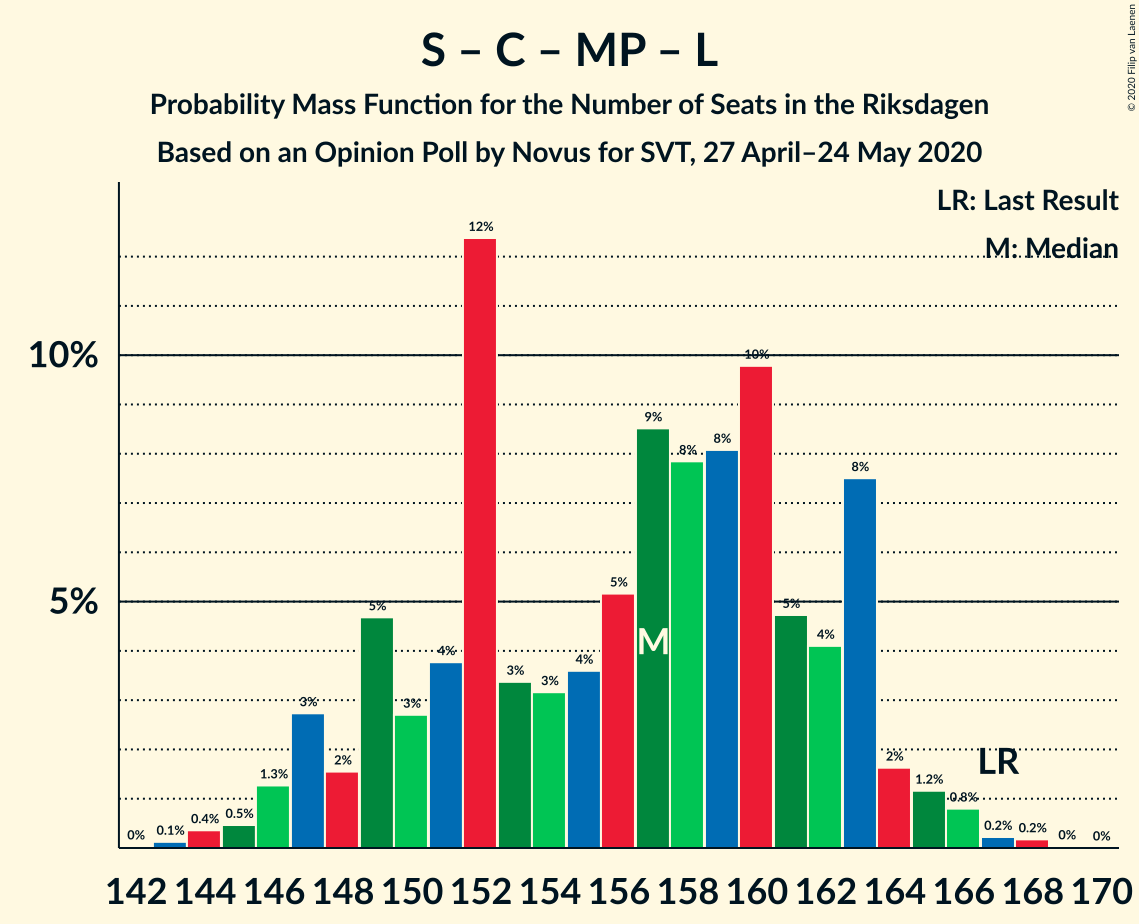 © 2020 Filip van Laenen
S – C – MP – L
Probability Mass Function for the Number of Seats in the Riksdagen
Based on an Opinion Poll by Novus for SVT, 27 April–24 May 2020
LR: Last Result
M: Median
10%
5%
0% 0.1% 0.4% 0.5% 1.3% 3% 2% 5% 3% 4% 12% 3% 3% 4% 5% 9% 8% 8% 10% 5% 4% 8% 2% 1.2% 0.8% 0.2% 0.2% 0% 0%
M
LR
142 144 146 148 150 152 154 156 158 160 162 164 166 168 170